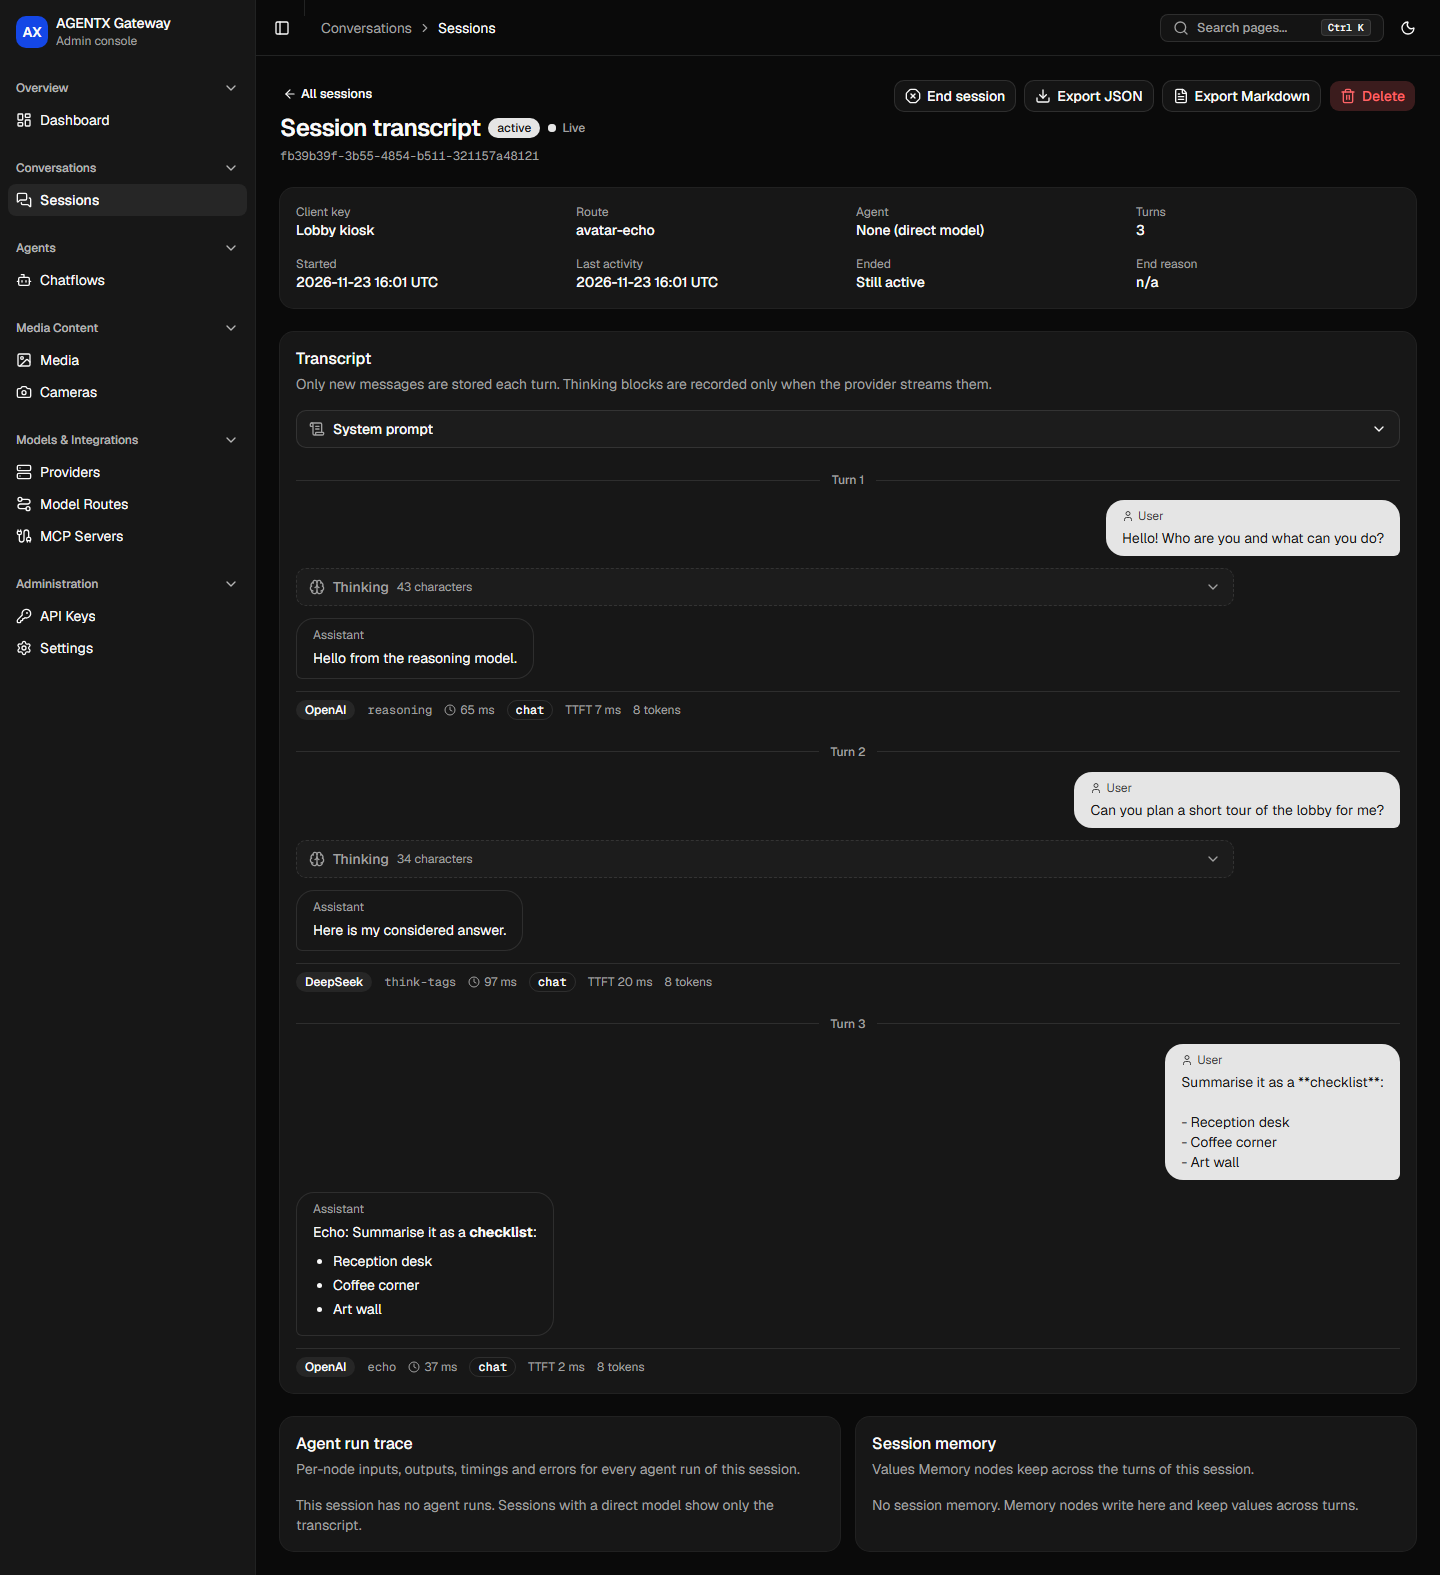 AX
AGENTX Gateway
Admin console
Overview
Dashboard
Conversations
Sessions
Agents
Chatflows
Media Content
Media
Cameras
Models & Integrations
Providers
Model Routes
MCP Servers
Administration
API Keys
Settings
Conversations > Sessions
Search pages... Ctrl K
← All sessions
Session transcript active Live
fb39b39f-3b55-4854-b511-321157a48121
End session Export JSON Export Markdown Delete
Client key Route Agent Turns
Lobby kiosk avatar-echo None (direct model) 3
Started Last activity Ended End reason
2026-11-23 16:01 UTC 2026-11-23 16:01 UTC Still active n/a
Transcript
Only new messages are stored each turn. Thinking blocks are recorded only when the provider streams them.
System prompt
Turn 1
User
Hello! Who are you and what can you do?
Thinking 43 characters
Assistant
Hello from the reasoning model.
OpenAI reasoning 65 ms chat TTFT 7 ms 8 tokens
Turn 2
User
Can you plan a short tour of the lobby for me?
Thinking 34 characters
Assistant
Here is my considered answer.
DeepSeek think-tags 97 ms chat TTFT 20 ms 8 tokens
Turn 3
User
Summarise it as a **checklist**:
- Reception desk
- Coffee corner
- Art wall
Assistant
Echo: Summarise it as a checklist:
• Reception desk
• Coffee corner
• Art wall
OpenAI echo 37 ms chat TTFT 2 ms 8 tokens
Agent run trace
Per-node inputs, outputs, timings and errors for every agent run of this session.
This session has no agent runs. Sessions with a direct model show only the
transcript.
Session memory
Values Memory nodes keep across the turns of this session.
No session memory. Memory nodes write here and keep values across turns.